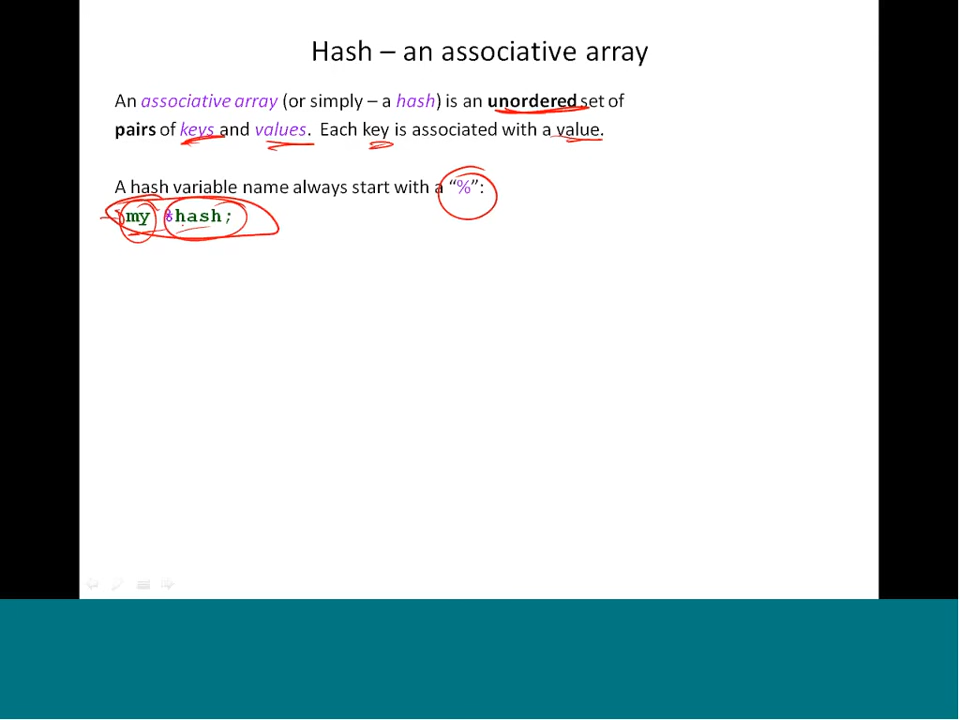 Hash – an associative array
An associative array (or simply – a hash) is an unordered set of
pairs of keys and values. Each key is associated with a value.
A hash variable name always start with a “%”:
my %hash;